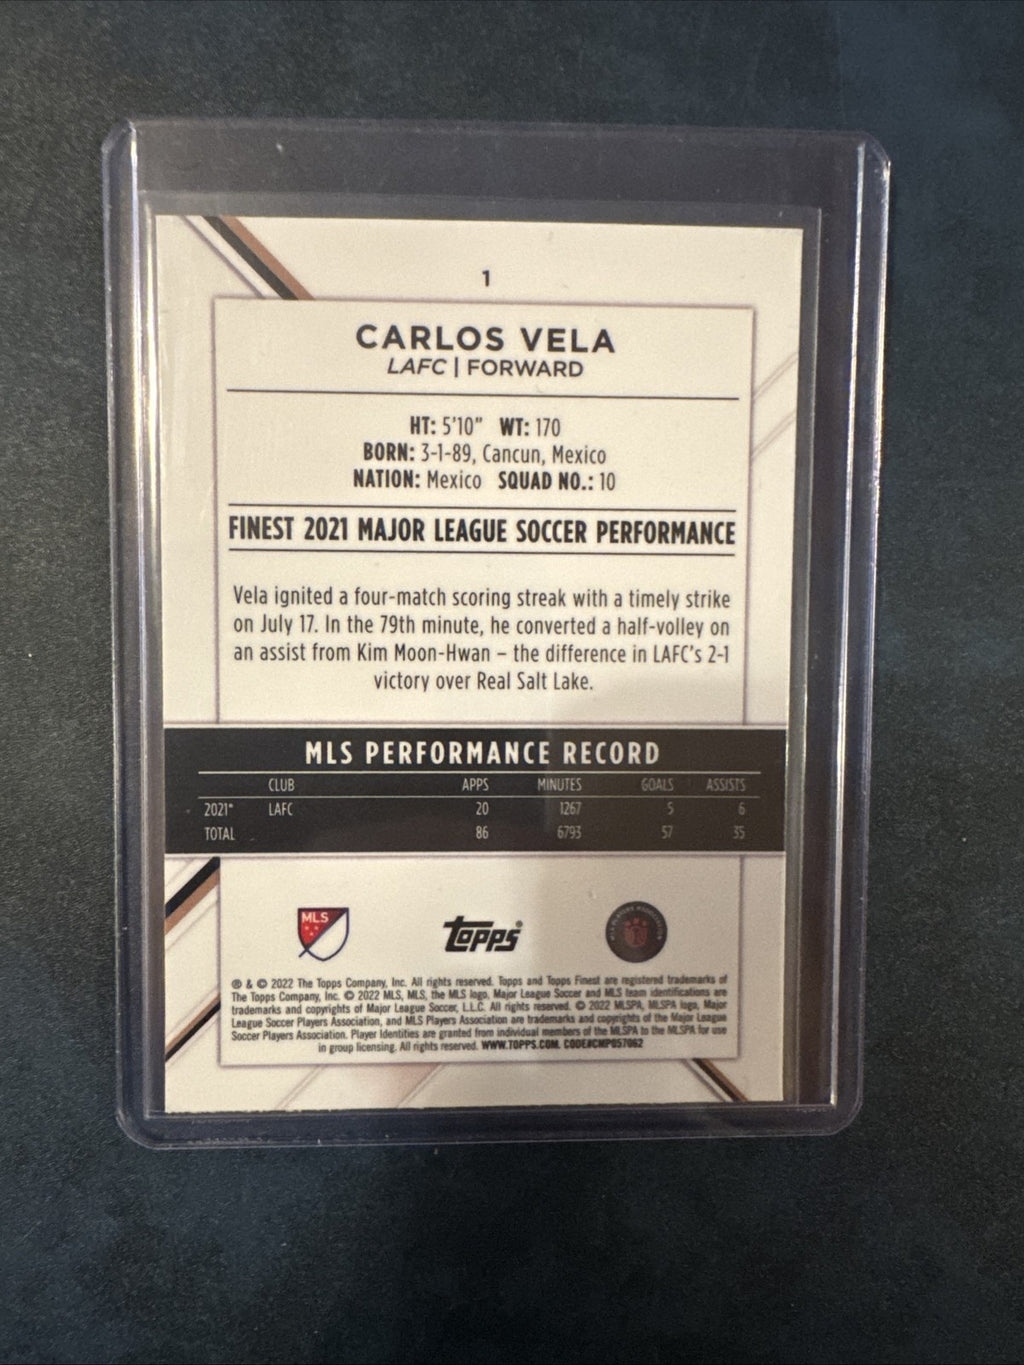 1
CARLOS VELA
LAFC | FORWARD
HT: 5'10" WT: 170
BORN: 3-1-89, Cancun, Mexico
NATION: Mexico SQUAD NO.: 10
FINEST 2021 MAJOR LEAGUE SOCCER PERFORMANCE
Vela ignited a four-match scoring streak with a timely strike
on July 17. In the 79th minute, he converted a half-volley on
an assist from Kim Moon-Hwan – the difference in LAFC's 2-1
victory over Real Salt Lake.
MLS PERFORMANCE RECORD
CLUB APPS MINUTES GOALS ASSISTS
2021* LAFC 20 1267 5 6
TOTAL 86 6793 57 35
MLS
Topps®
® & © 2022 The Topps Company, Inc. All rights reserved. Topps and Topps Finest are registered trademarks of
The Topps Company, Inc. © 2022 MLS, MLS, the MLS logo, Major League Soccer and MLS team identifications are
trademarks and copyrights of Major League Soccer, L.L.C. All rights reserved. © 2022 MLSPA, MLSPA logo, Major
League Soccer Players Association, and MLS Players Association are trademarks and copyrights of the Major League
Soccer Players Association. Player Identities are granted from individual members of the MLSPA to the MLSPA for use
in group licensing. All rights reserved. WWW.TOPPS.COM. CODE#CMP057062